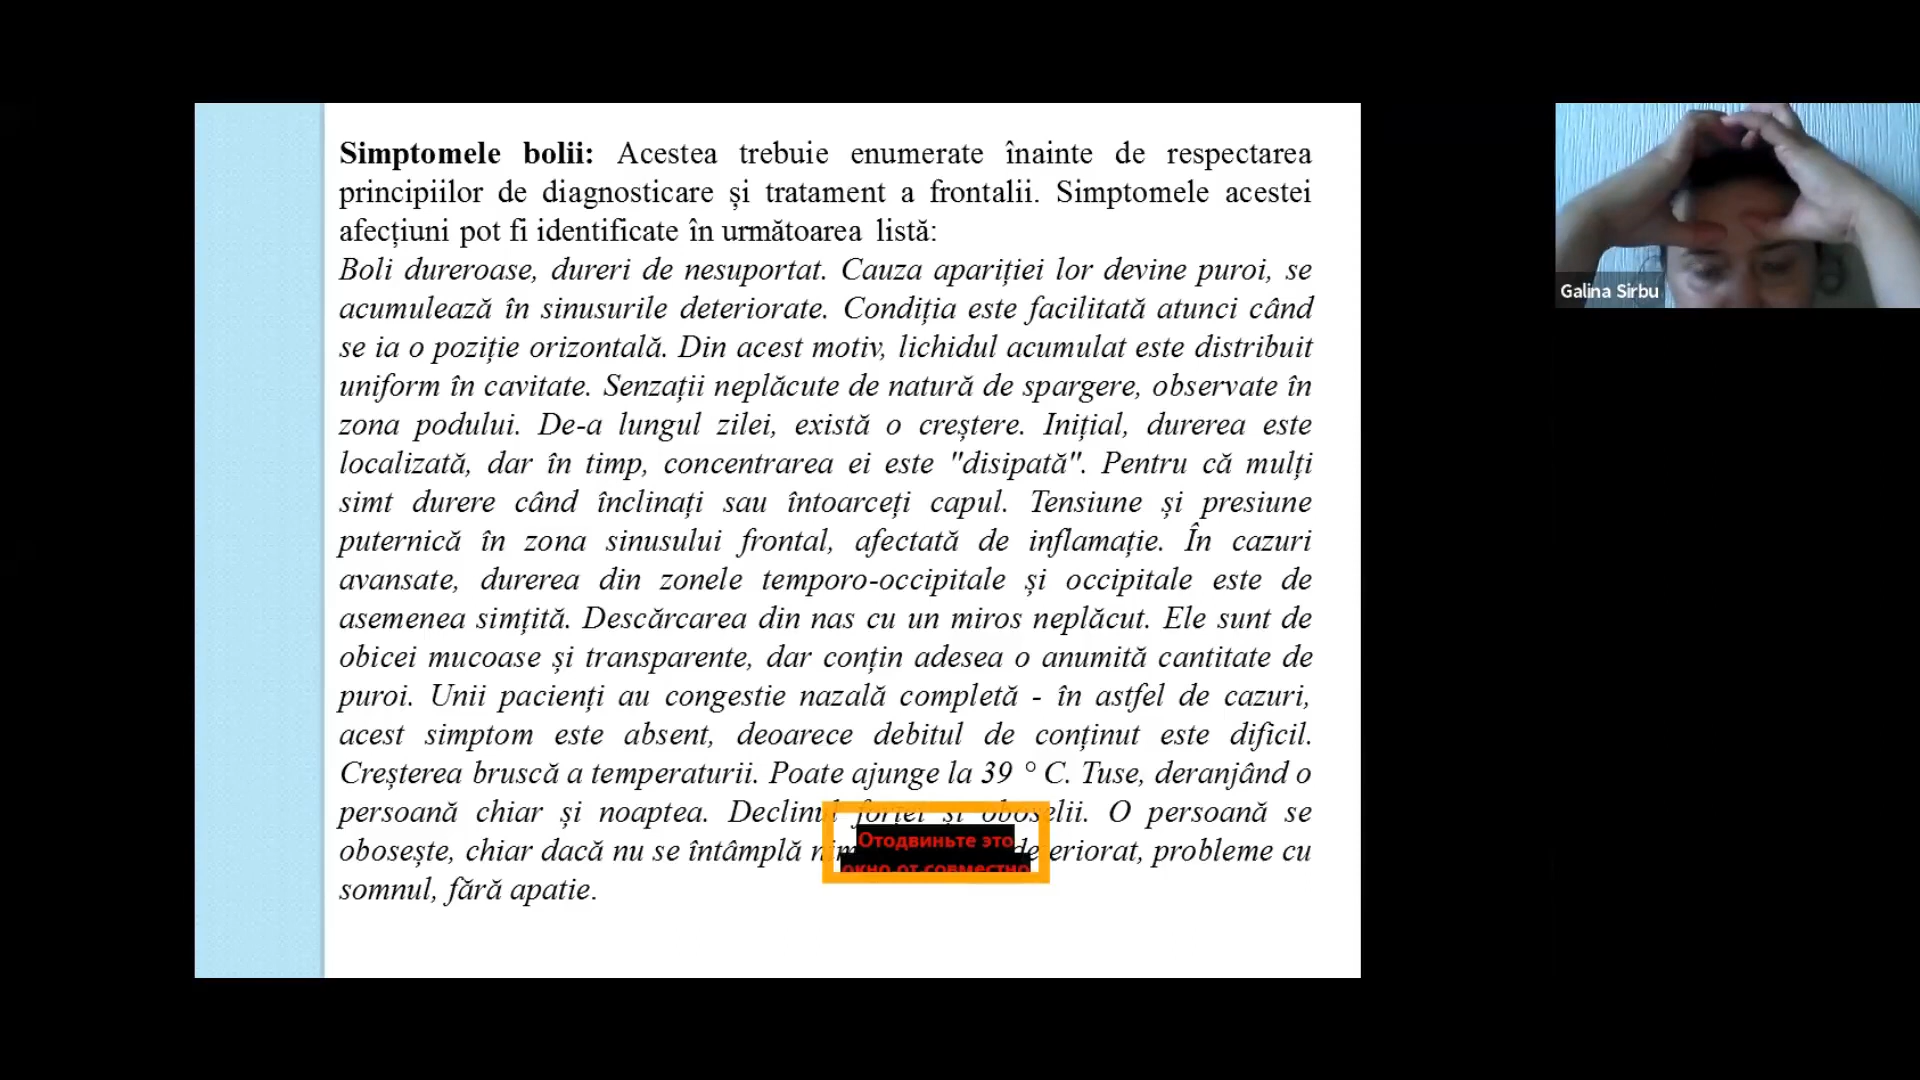 Simptomele bolii: Acestea trebuie enumerate înainte de respectarea
principiilor de diagnosticare și tratament a frontalii. Simptomele acestei
afecțiuni pot fi identificate în următoarea listă:
Boli dureroase, dureri de nesuportat. Cauza apariției lor devine puroi, se
acumulează în sinusurile deteriorate. Condiția este facilitată atunci când
se ia o poziție orizontală. Din acest motiv, lichidul acumulat este distribuit
uniform în cavitate. Senzații neplăcute de natură de spargere, observate în
zona podului. De-a lungul zilei, există o creștere. Inițial, durerea este
localizată, dar în timp, concentrarea ei este "disipată". Pentru că mulți
simt durere când înclinați sau întoarceți capul. Tensiune și presiune
puternică în zona sinusului frontal, afectată de inflamație. În cazuri
avansate, durerea din zonele temporo-occipitale și occipitale este de
asemenea simțită. Descărcarea din nas cu un miros neplăcut. Ele sunt de
obicei mucoase și transparente, dar conțin adesea o anumită cantitate de
puroi. Unii pacienți au congestie nazală completă - în astfel de cazuri,
acest simptom este absent, deoarece debitul de conținut este dificil.
Creșterea bruscă a temperaturii. Poate ajunge la 39 ° C. Tuse, deranjând o
persoană chiar și noaptea. Declinul forței și oboselii. O persoană se
obosește, chiar dacă nu se întâmplă deteriorat, probleme cu
somnul, fără apatie.
Отодвиньте это
окно от совместно
Galina Sirbu